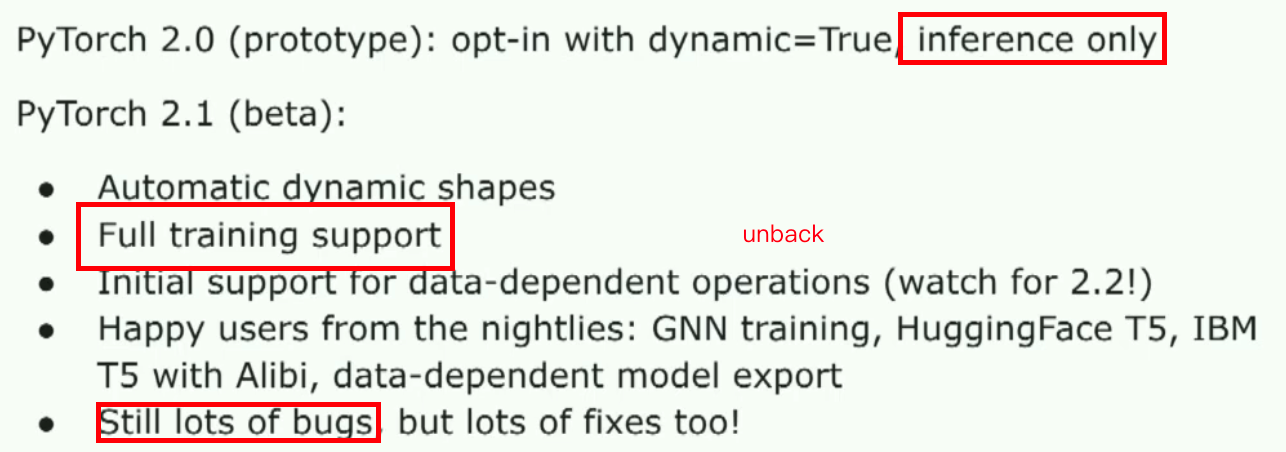 PyTorch 2.0 (prototype): opt-in with dynamic=True, inference only
PyTorch 2.1 (beta):
● Automatic dynamic shapes
● Full training support
unback
● Initial support for data-dependent operations (watch for 2.2!)
● Happy users from the nightlies: GNN training, HuggingFace T5, IBM
T5 with Alibi, data-dependent model export
● Still lots of bugs, but lots of fixes too!